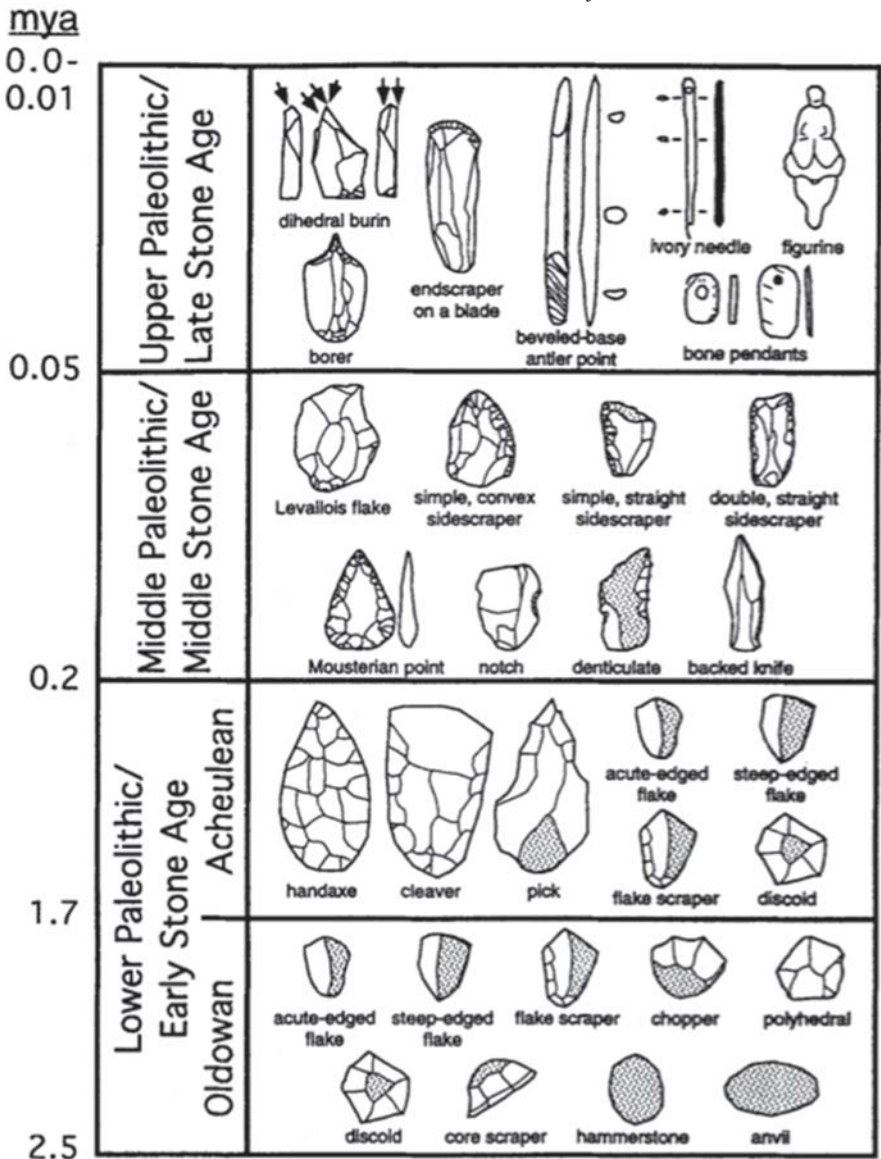 mya
0.0-
0.01
Upper Paleolithic/
Late Stone Age
dihedral burin
borer
endscraper
on a blade
beveled-base
antler point
ivory needle
figurine
bone pendants
0.05
Middle Paleolithic/
Middle Stone Age
Levallois flake
simple, convex
sidescraper
simple, straight
sidescraper
double, straight
sidescraper
Mousterian point
notch
denticulate
backed knife
0.2
Lower Paleolithic/
Early Stone Age
Acheulean
handaxe
cleaver
pick
acute-edged
flake
steep-edged
flake
flake scraper
discoid
1.7
Oldowan
acute-edged
flake
steep-edged
flake
flake scraper
chopper
polyhedral
discoid
core scraper
hammerstone
anvil
2.5